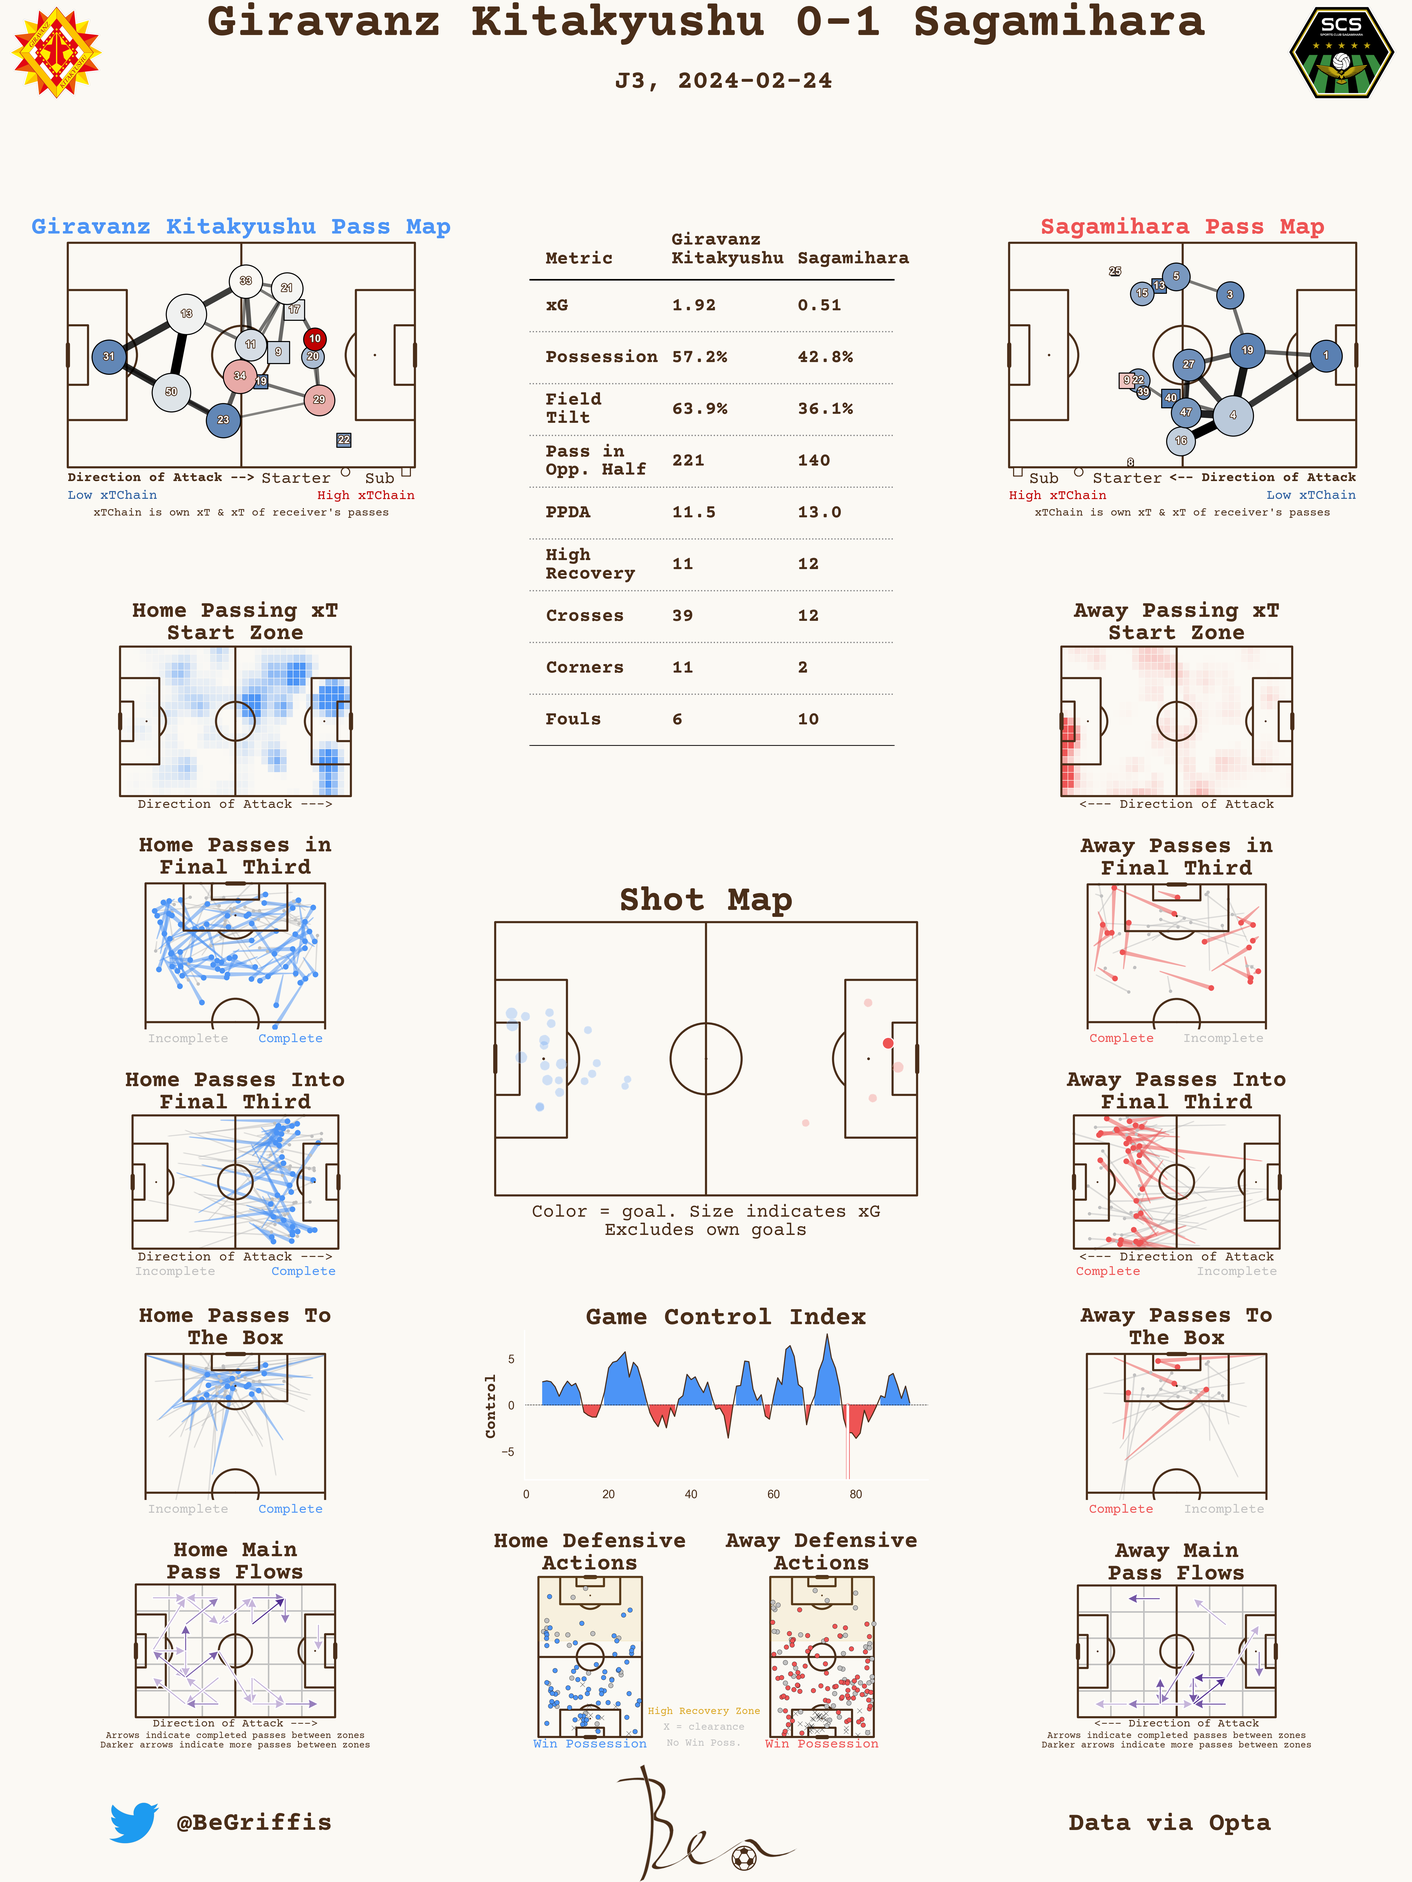 Giravanz Kitakyushu 0-1 Sagamihara
J3, 2024-02-24
SCS
Giravanz Kitakyushu Pass Map
33
21
17
13
10
11
9
20
31
34
19
50
29
23
22
Direction of Attack --> Starter Sub
Low xTChain High xTChain
xTChain is own xT & xT of receiver's passes
Metric Giravanz Kitakyushu Sagamihara
xG 1.92 0.51
Possession 57.2% 42.8%
Field Tilt 63.9% 36.1%
Pass in Opp. Half 221 140
PPDA 11.5 13.0
High Recovery 11 12
Crosses 39 12
Corners 11 2
Fouls 6 10
Sagamihara Pass Map
25
5
13
15
3
19
1
27
9
22
39
40
47
4
16
8
Sub Starter <-- Direction of Attack
High xTChain Low xTChain
xTChain is own xT & xT of receiver's passes
Home Passing xT
Start Zone
Direction of Attack --->
Away Passing xT
Start Zone
<--- Direction of Attack
Home Passes in
Final Third
Incomplete Complete
Away Passes in
Final Third
Complete Incomplete
Shot Map
Color = goal. Size indicates xG
Excludes own goals
Home Passes Into
Final Third
Direction of Attack --->
Incomplete Complete
Away Passes Into
Final Third
<--- Direction of Attack
Complete Incomplete
Home Passes To
The Box
Incomplete Complete
Game Control Index
Control
5
0
−5
0 20 40 60 80
Away Passes To
The Box
Complete Incomplete
Home Main
Pass Flows
Direction of Attack --->
Arrows indicate completed passes between zones
Darker arrows indicate more passes between zones
Home Defensive
Actions
Win Possession
High Recovery Zone
X = clearance
No Win Poss.
Away Defensive
Actions
Win Possession
Away Main
Pass Flows
<--- Direction of Attack
Arrows indicate completed passes between zones
Darker arrows indicate more passes between zones
@BeGriffis
Ben
Data via Opta